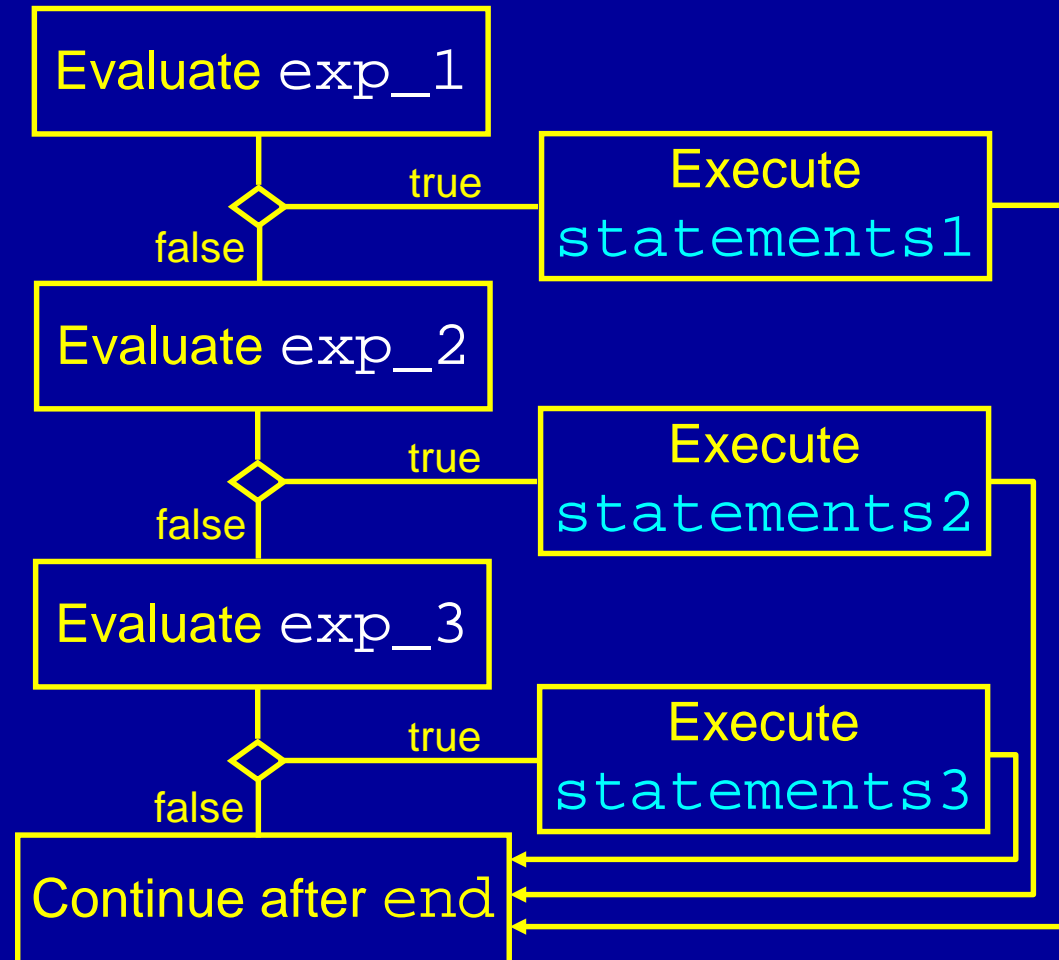 Evaluate exp_1
true
Execute
statements1
false
Evaluate exp_2
true
Execute
statements2
false
Evaluate exp_3
true
Execute
statements3
false
Continue after end